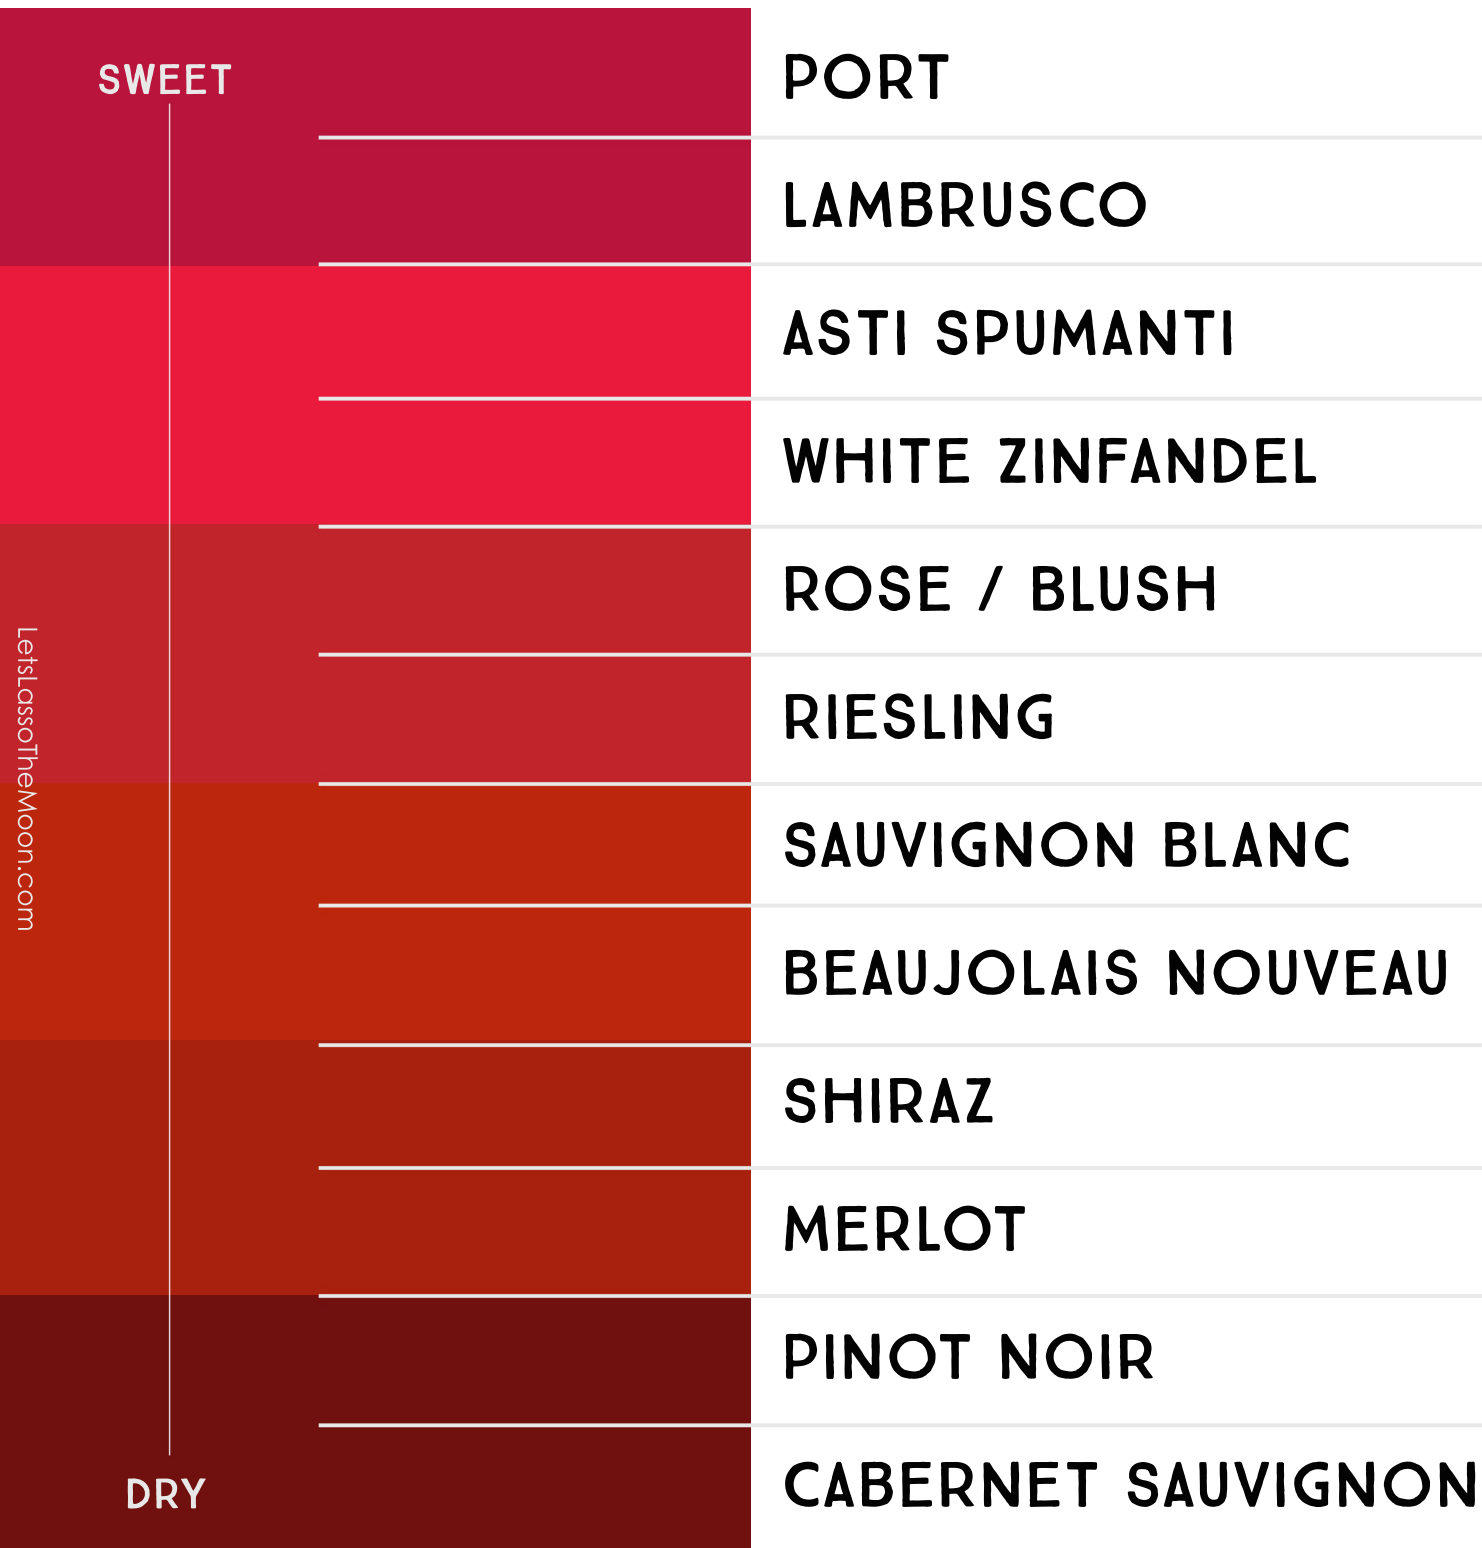 SWEET
PORT
LAMBRUSCO
ASTI SPUMANTI
WHITE ZINFANDEL
ROSE / BLUSH
RIESLING
LetsLassoTheMoon.com
SAUVIGNON BLANC
BEAUJOLAIS NOUVEAU
SHIRAZ
MERLOT
PINOT NOIR
CABERNET SAUVIGNON
DRY